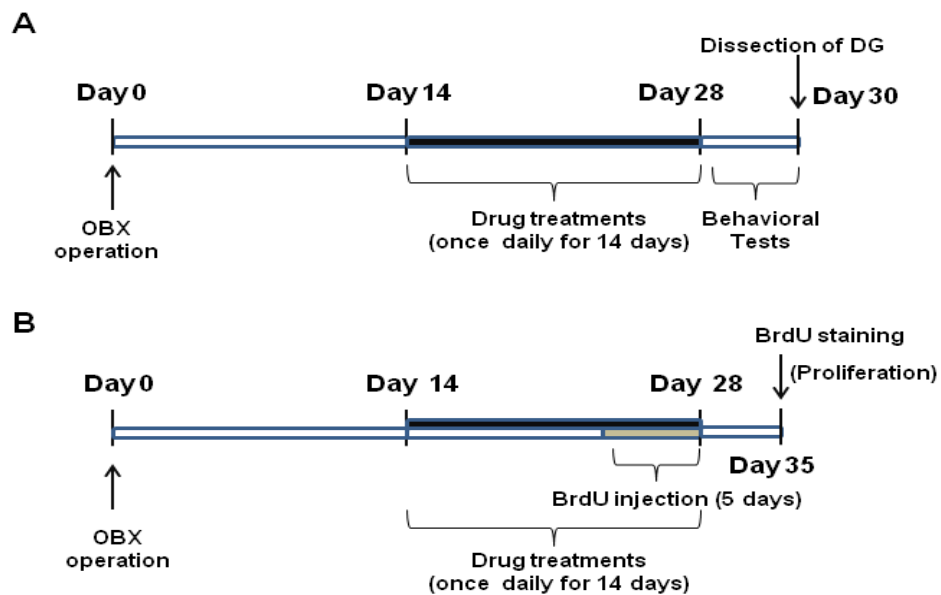 A
Dissection of DG
Day 0
Day 14
Day 28
Day 30
OBX
operation
Drug treatments
(once daily for 14 days)
Behavioral
Tests
B
BrdU staining
(Proliferation)
Day 0
Day 14
Day 28
Day 35
BrdU injection (5 days)
OBX
operation
Drug treatments
(once daily for 14 days)